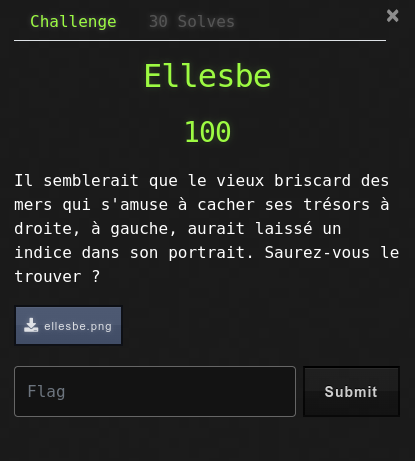 Challenge 30 Solves ×
Ellesbe
100
Il semblerait que le vieux briscard des
mers qui s'amuse à cacher ses trésors à
droite, à gauche, aurait laissé un
indice dans son portrait. Saurez-vous le
trouver ?
ellesbe.png
Flag Submit